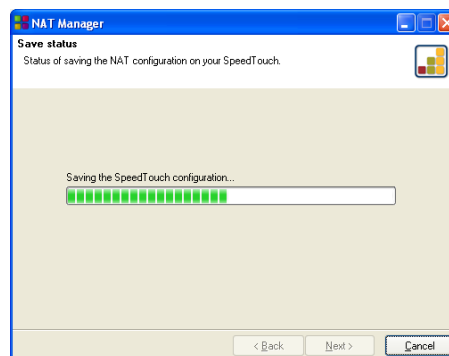 NAT Manager
Save status
Status of saving the NAT configuration on your SpeedTouch.
Saving the SpeedTouch configuration...
< Back
Next >
Cancel